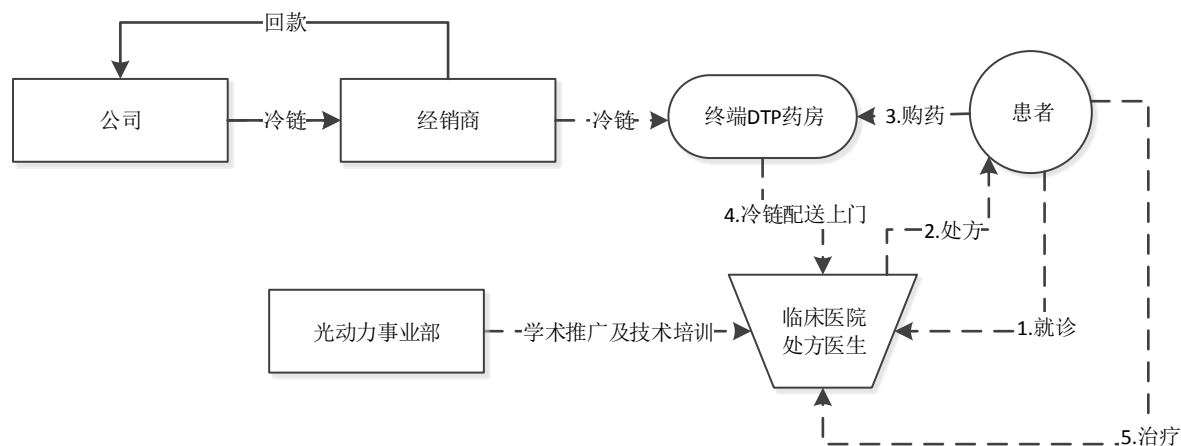 回款
公司
冷链
经销商
冷链
终端DTP药房
3.购药
患者
4.冷链配送上门
2.处方
光动力事业部
学术推广及技术培训
临床医院
处方医生
1.就诊
5.治疗